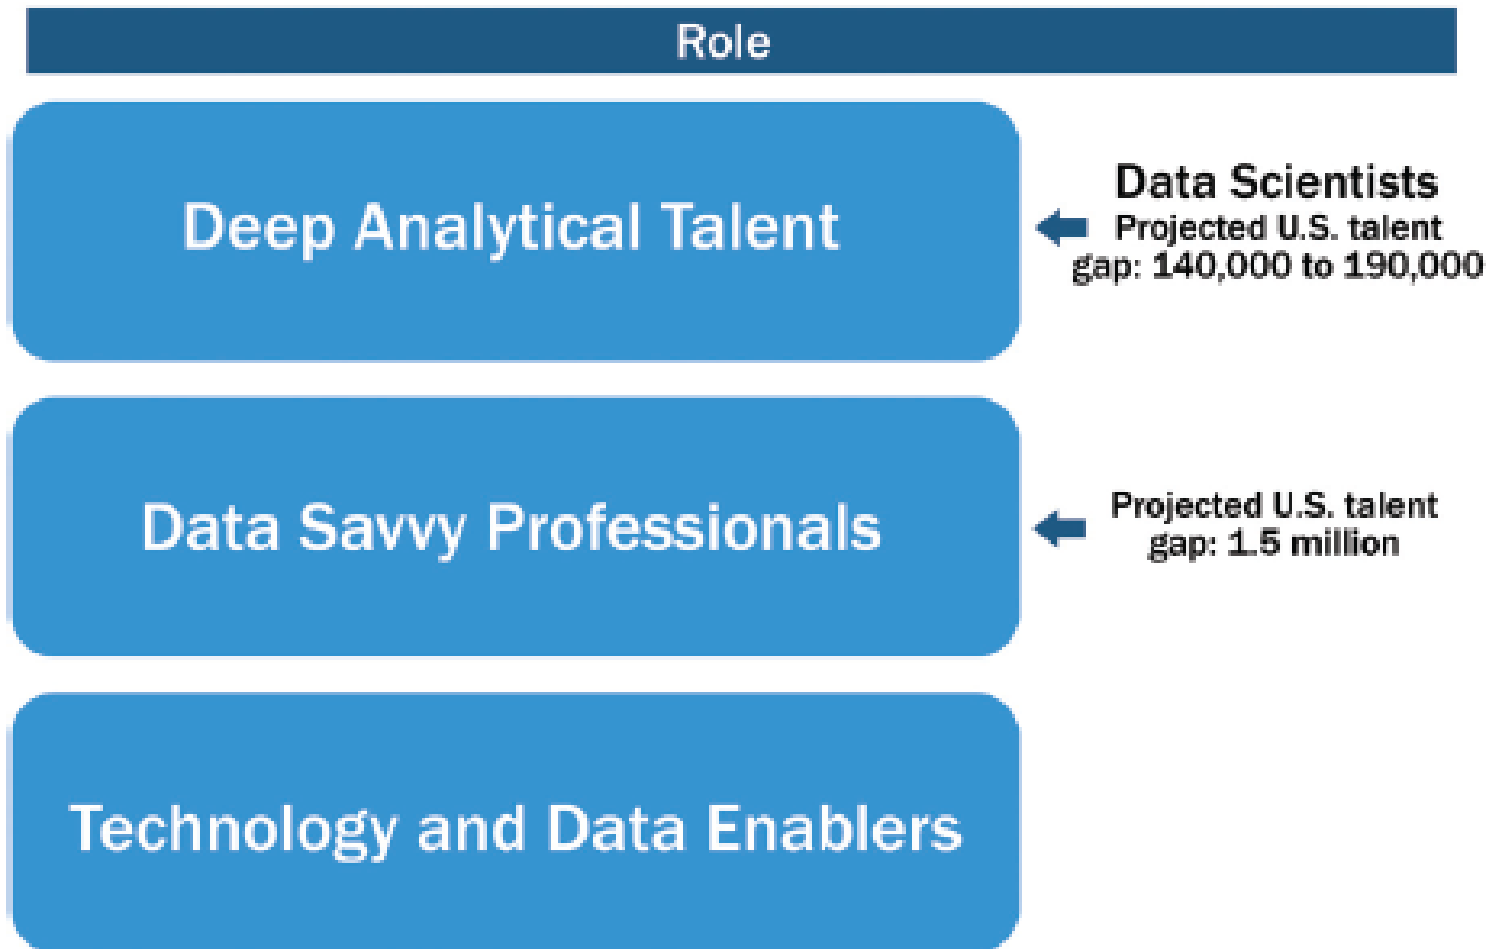 Role
Deep Analytical Talent
Data Scientists
Projected U.S. talent
gap: 140,000 to 190,000
Data Savvy Professionals
Projected U.S. talent
gap: 1.5 million
Technology and Data Enablers